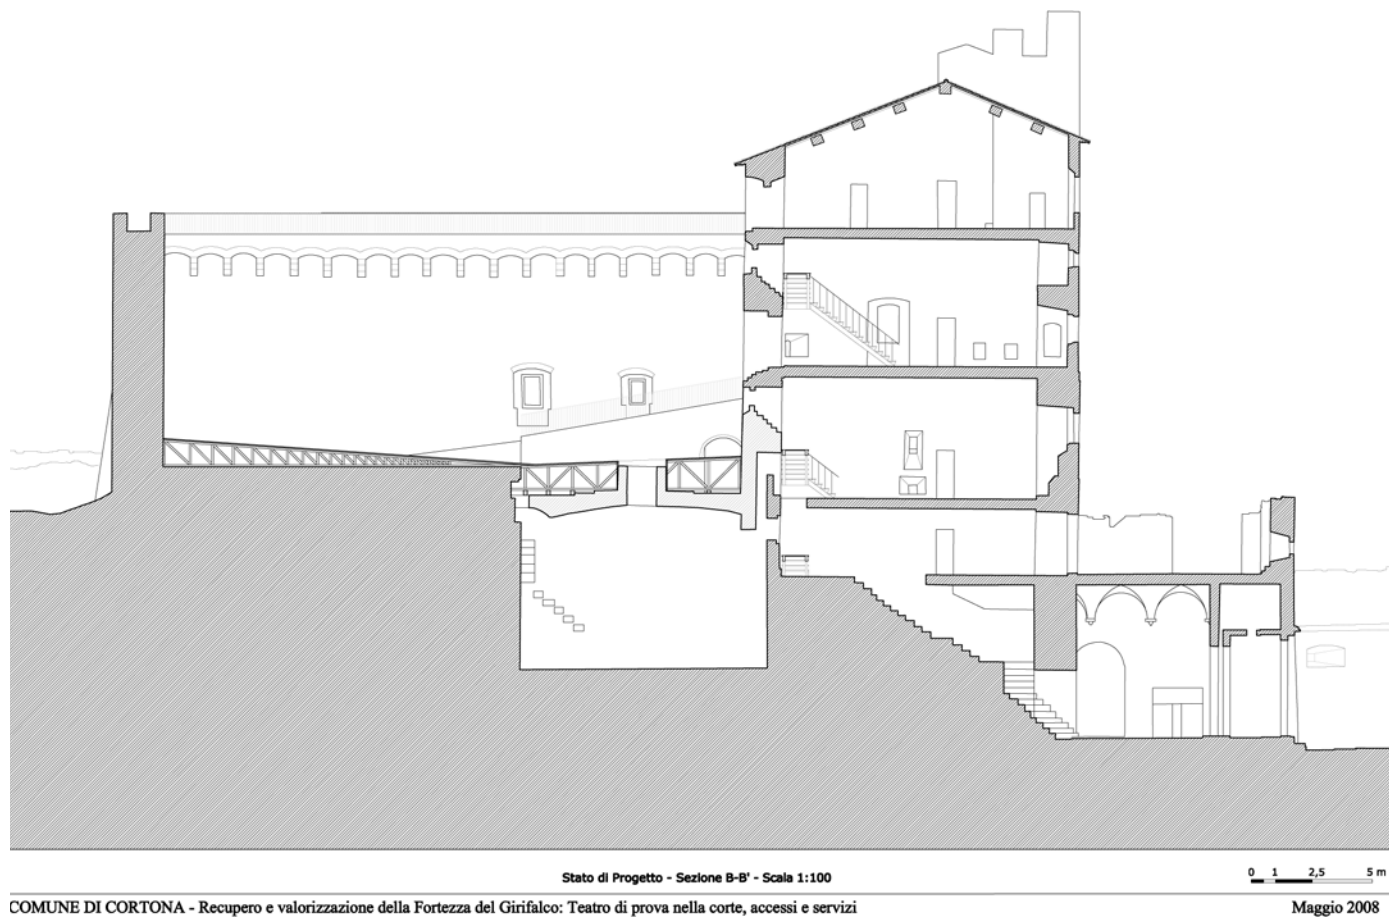 Stato di Progetto - Sezione B-B' - Scala 1:100
0 1 2,5 5 m
COMUNE DI CORTONA - Recupero e valorizzazione della Fortezza del Girifalco: Teatro di prova nella corte, accessi e servizi
Maggio 2008